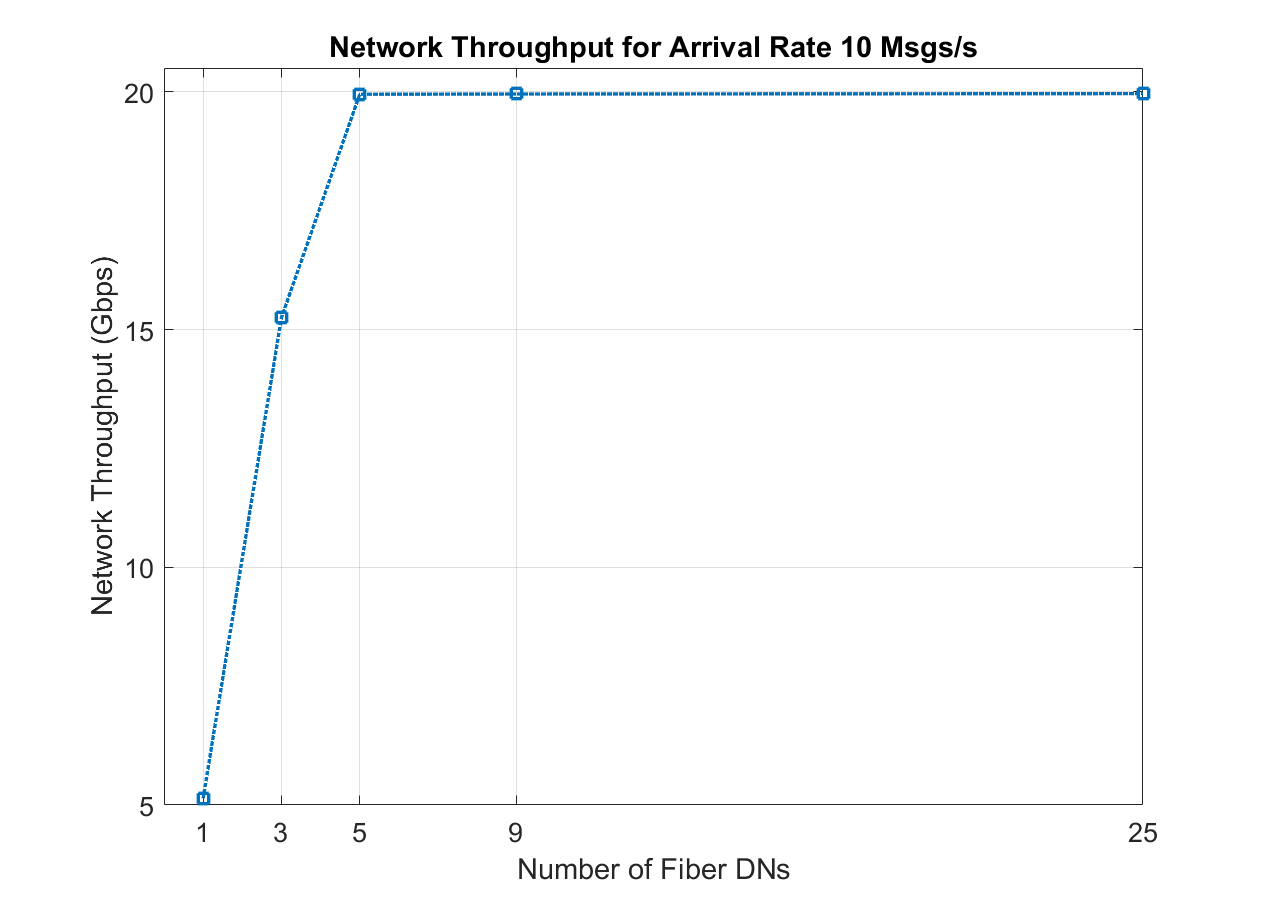 Network Throughput for Arrival Rate 10 Msgs/s
20
15
10
5
Network Throughput (Gbps)
1 3 5 9 25
Number of Fiber DNs